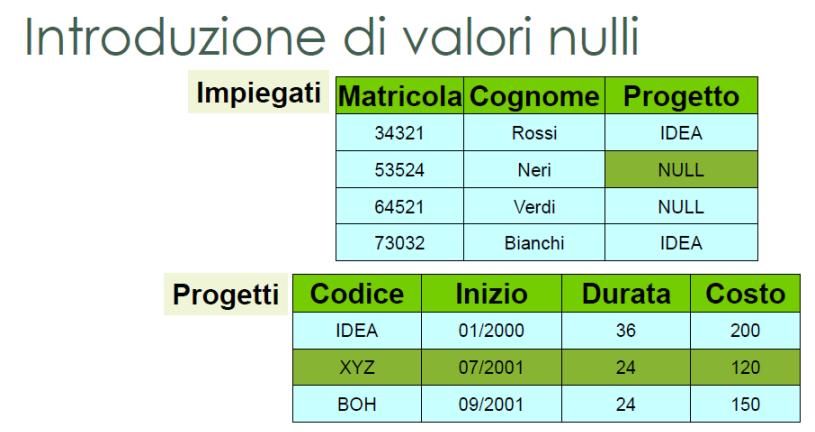 Introduzione di valori nulli
Impiegati Matricola Cognome Progetto
34321 Rossi IDEA
53524 Neri NULL
64521 Verdi NULL
73032 Bianchi IDEA
Progetti Codice Inizio Durata Costo
IDEA 01/2000 36 200
XYZ 07/2001 24 120
BOH 09/2001 24 150